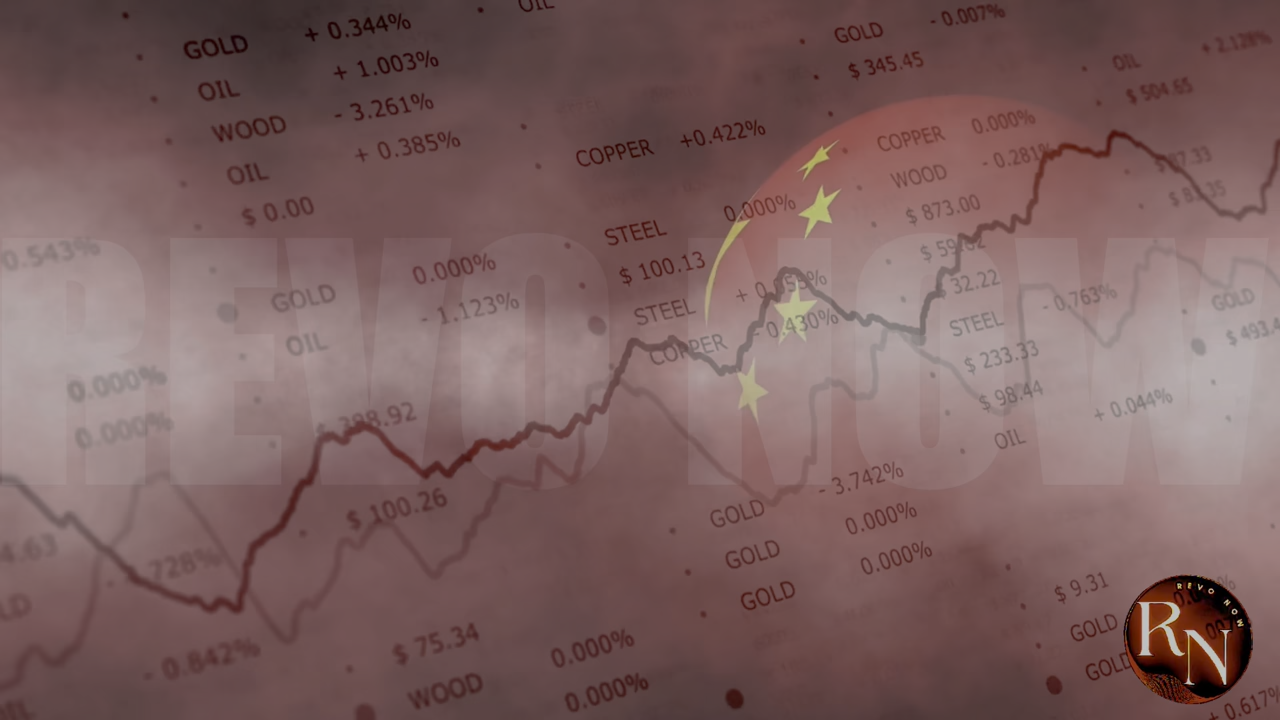 OIL
GOLD + 0.344%
OIL + 1.003%
WOOD - 3.261%
OIL + 0.385%
$ 0.00
GOLD - 0.007%
$ 345.45
OIL + 2.128%
$ 504.65
COPPER +0.422%
COPPER 0.000%
WOOD - 0.281%
$ 873.00
STEEL 0.000%
$ 100.13
STEEL
COPPER - 0.430%
REVO NOW
0.543%
GOLD 0.000%
OIL - 1.123%
0.000%
0.000%
32.22
STEEL - 0.763%
$ 233.33
$ 98.44
OIL + 0.044%
GOLD
$ 100.26
GOLD - 3.742%
GOLD 0.000%
GOLD 0.000%
4.63
728%
- 0.842%
OIL
$ 75.34
WOOD 0.000%
0.000%
$ 9.31
GOLD
GOLD
+ 0.617%
REVO NOW
RN